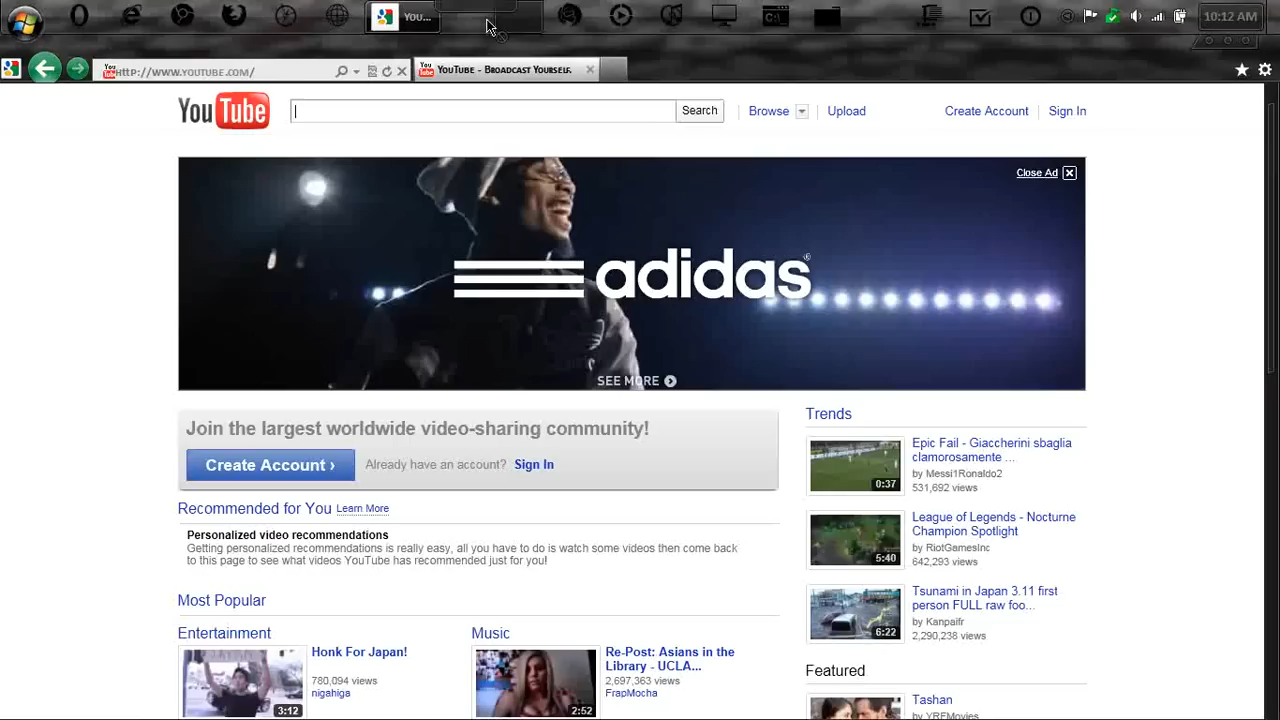 You...
C:\
10:12 AM
http://www.youtube.com/
YouTube - Broadcast Yourself.
You Tube
Search
Browse
Upload
Create Account
Sign In
Close Ad
adidas
SEE MORE
Join the largest worldwide video-sharing community!
Create Account ›
Already have an account? Sign In
Recommended for You Learn More
Personalized video recommendations
Getting personalized recommendations is really easy, all you have to do is watch some videos then come back
to this page to see what videos YouTube has recommended just for you!
Most Popular
Entertainment
Honk For Japan!
780,094 views
nigahiga
3:12
Music
Re-Post: Asians in the
Library - UCLA...
2,697,363 views
FrapMocha
2:52
Trends
Epic Fail - Giaccherini sbaglia
clamorosamente ...
by Messi1Ronaldo2
531,692 views
0:37
League of Legends - Nocturne
Champion Spotlight
by RiotGamesInc
642,293 views
5:40
Tsunami in Japan 3.11 first
person FULL raw foo...
by Kanpaifr
2,290,238 views
6:22
Featured
Tashan
by YRFMovies